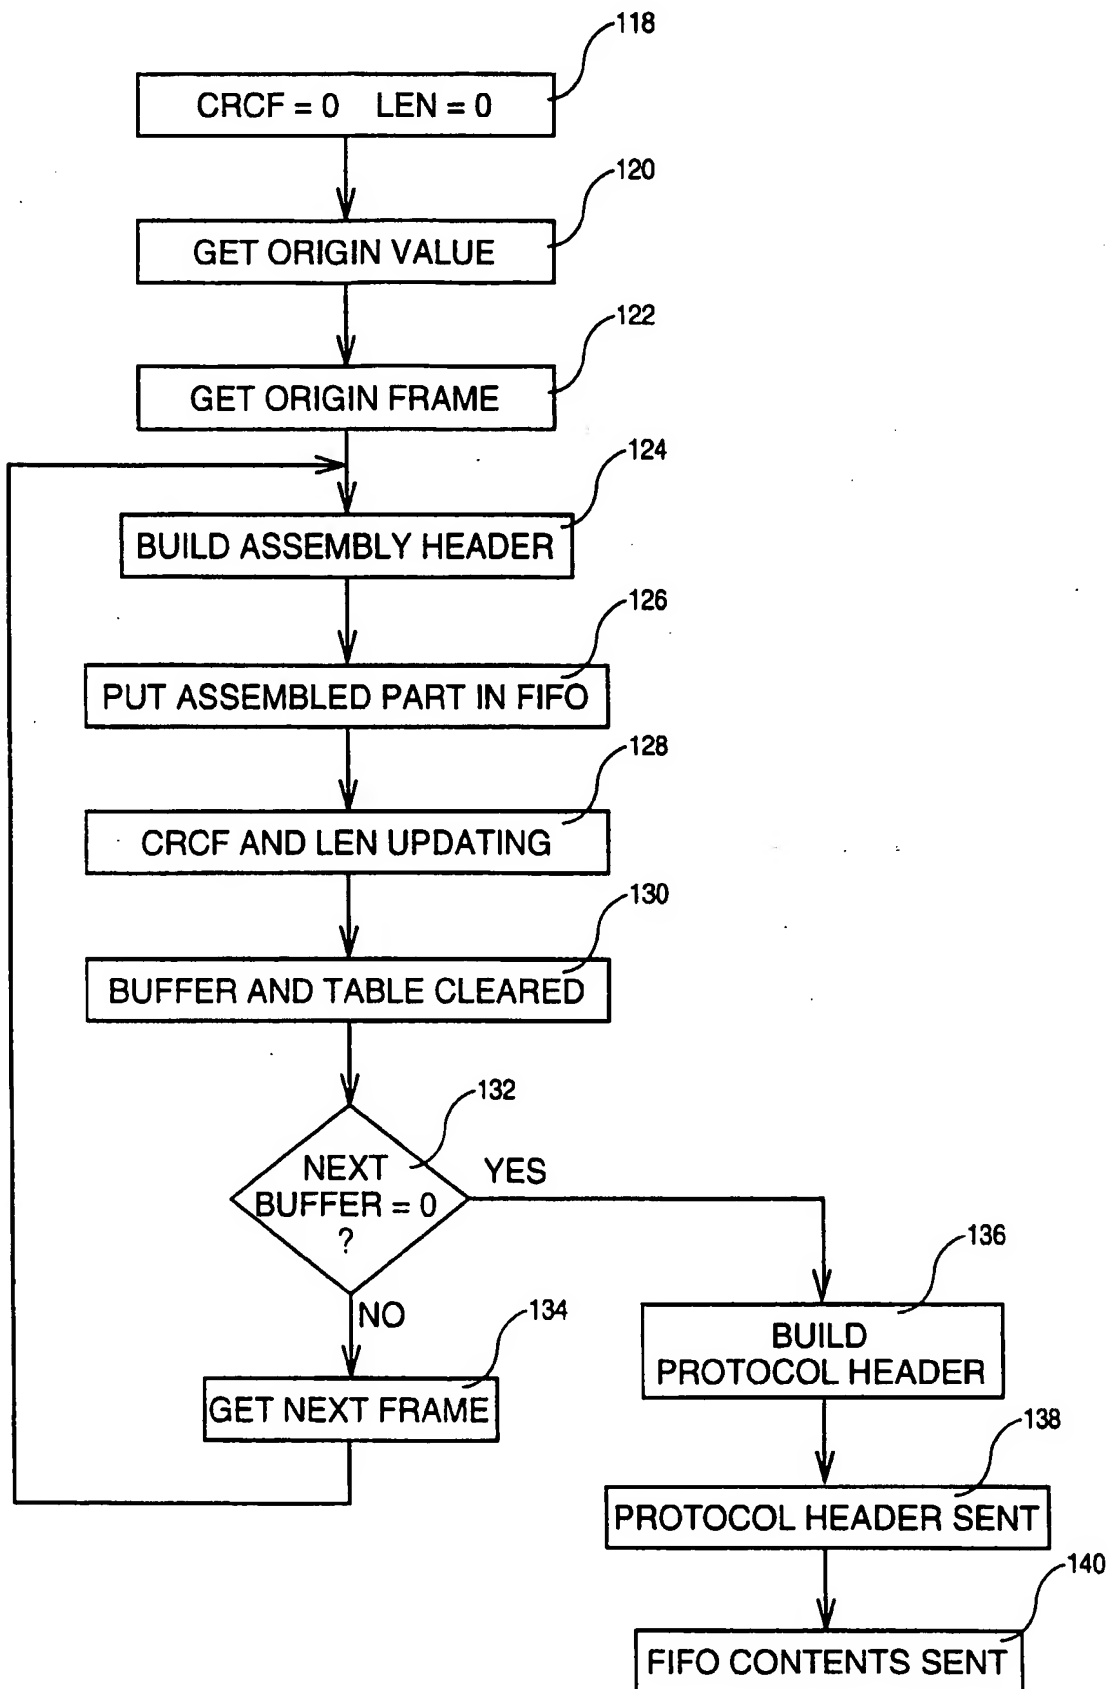 118
CRCF = 0 LEN = 0
120
GET ORIGIN VALUE
122
GET ORIGIN FRAME
124
BUILD ASSEMBLY HEADER
126
PUT ASSEMBLED PART IN FIFO
128
CRCF AND LEN UPDATING
130
BUFFER AND TABLE CLEARED
132
NEXT
BUFFER = 0
?
YES
NO
134
GET NEXT FRAME
136
BUILD
PROTOCOL HEADER
138
PROTOCOL HEADER SENT
140
FIFO CONTENTS SENT